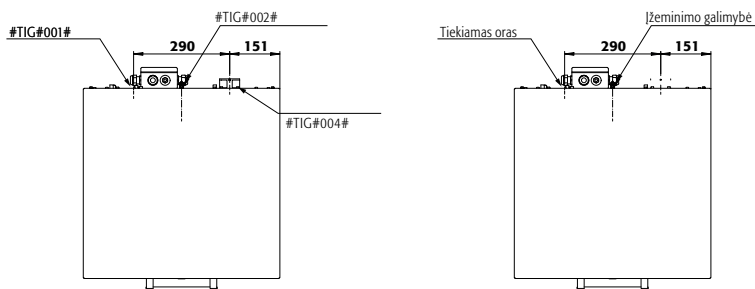 #TIG#002#
#TIG#001#
290
151
#TIG#004#
Tiekiamas oras
Įžeminimo galimybė
290
151